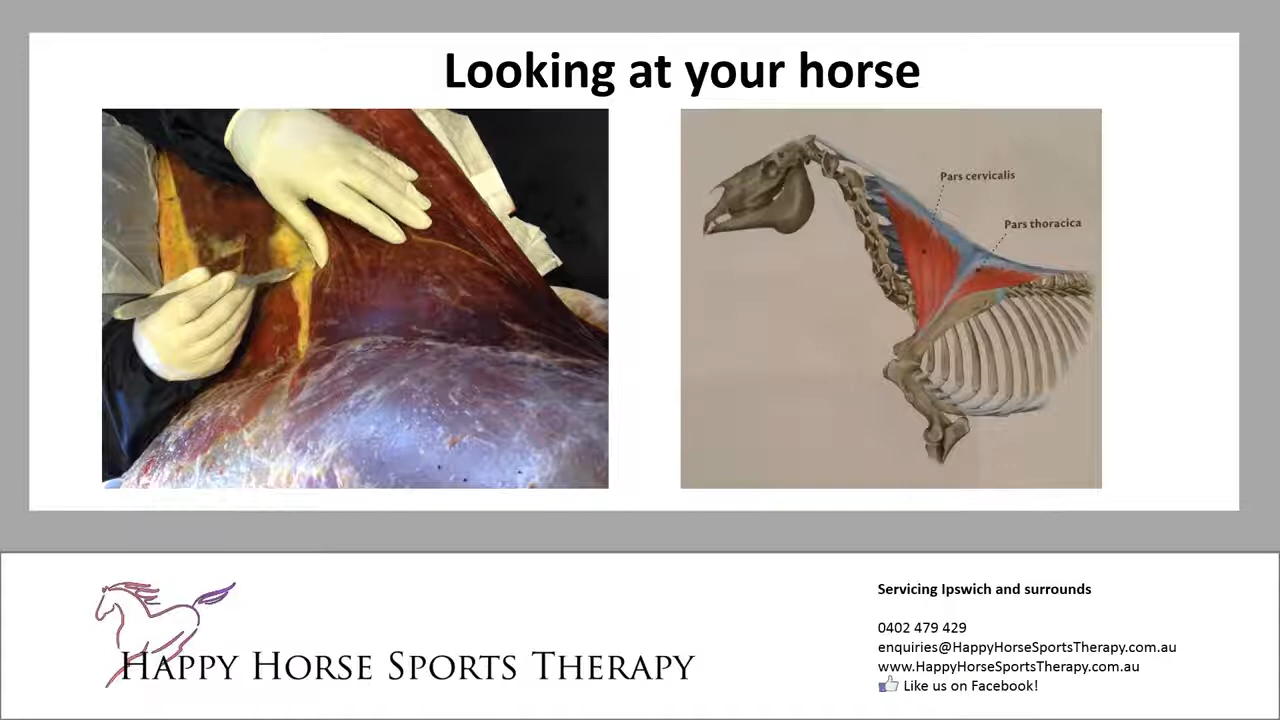 Looking at your horse
Pars cervicalis
Pars thoracica
HAPPY HORSE SPORTS THERAPY
Servicing Ipswich and surrounds
0402 479 429
enquiries@HappyHorseSportsTherapy.com.au
www.HappyHorseSportsTherapy.com.au
Like us on Facebook!